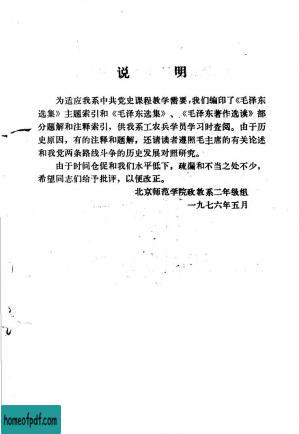 说 明
为适应我系中共党史课程教学需要,我们编印了《毛泽东
选集》主题索引和《毛泽东选集》、《毛泽东著作选读》部
分题解和注释索引，供我系工农兵学员学习时查阅。由于历
史原因，有的注释和题解，还请读者遵照毛主席的有关论述
和我党两条路线斗争的历史发展对照研究。
由于时间仓促和我们水平低下，疏漏和不当之处不少，
希望同志们给予批评，以便改正。
北京师范学院政教系二年级组
一九七六年五月
homeofpdf.com
homeofpdf.com